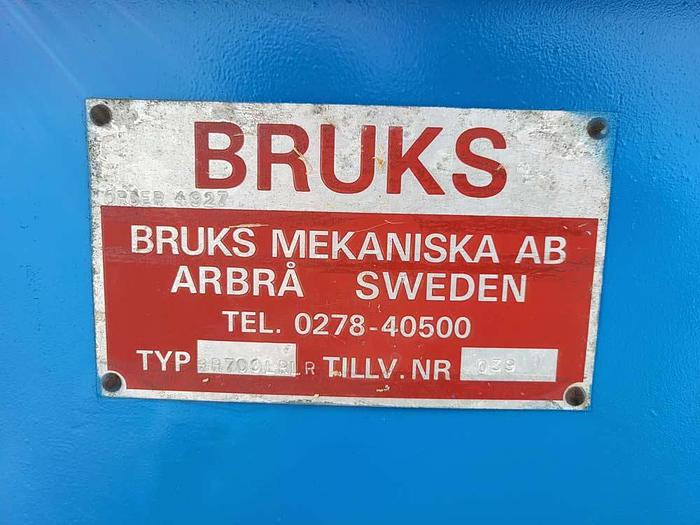 BRUKS
ORDER 4927
BRUKS MEKANISKA AB
ARBRÅ SWEDEN
TEL. 0278-40500
TYP TILLV.NR 039